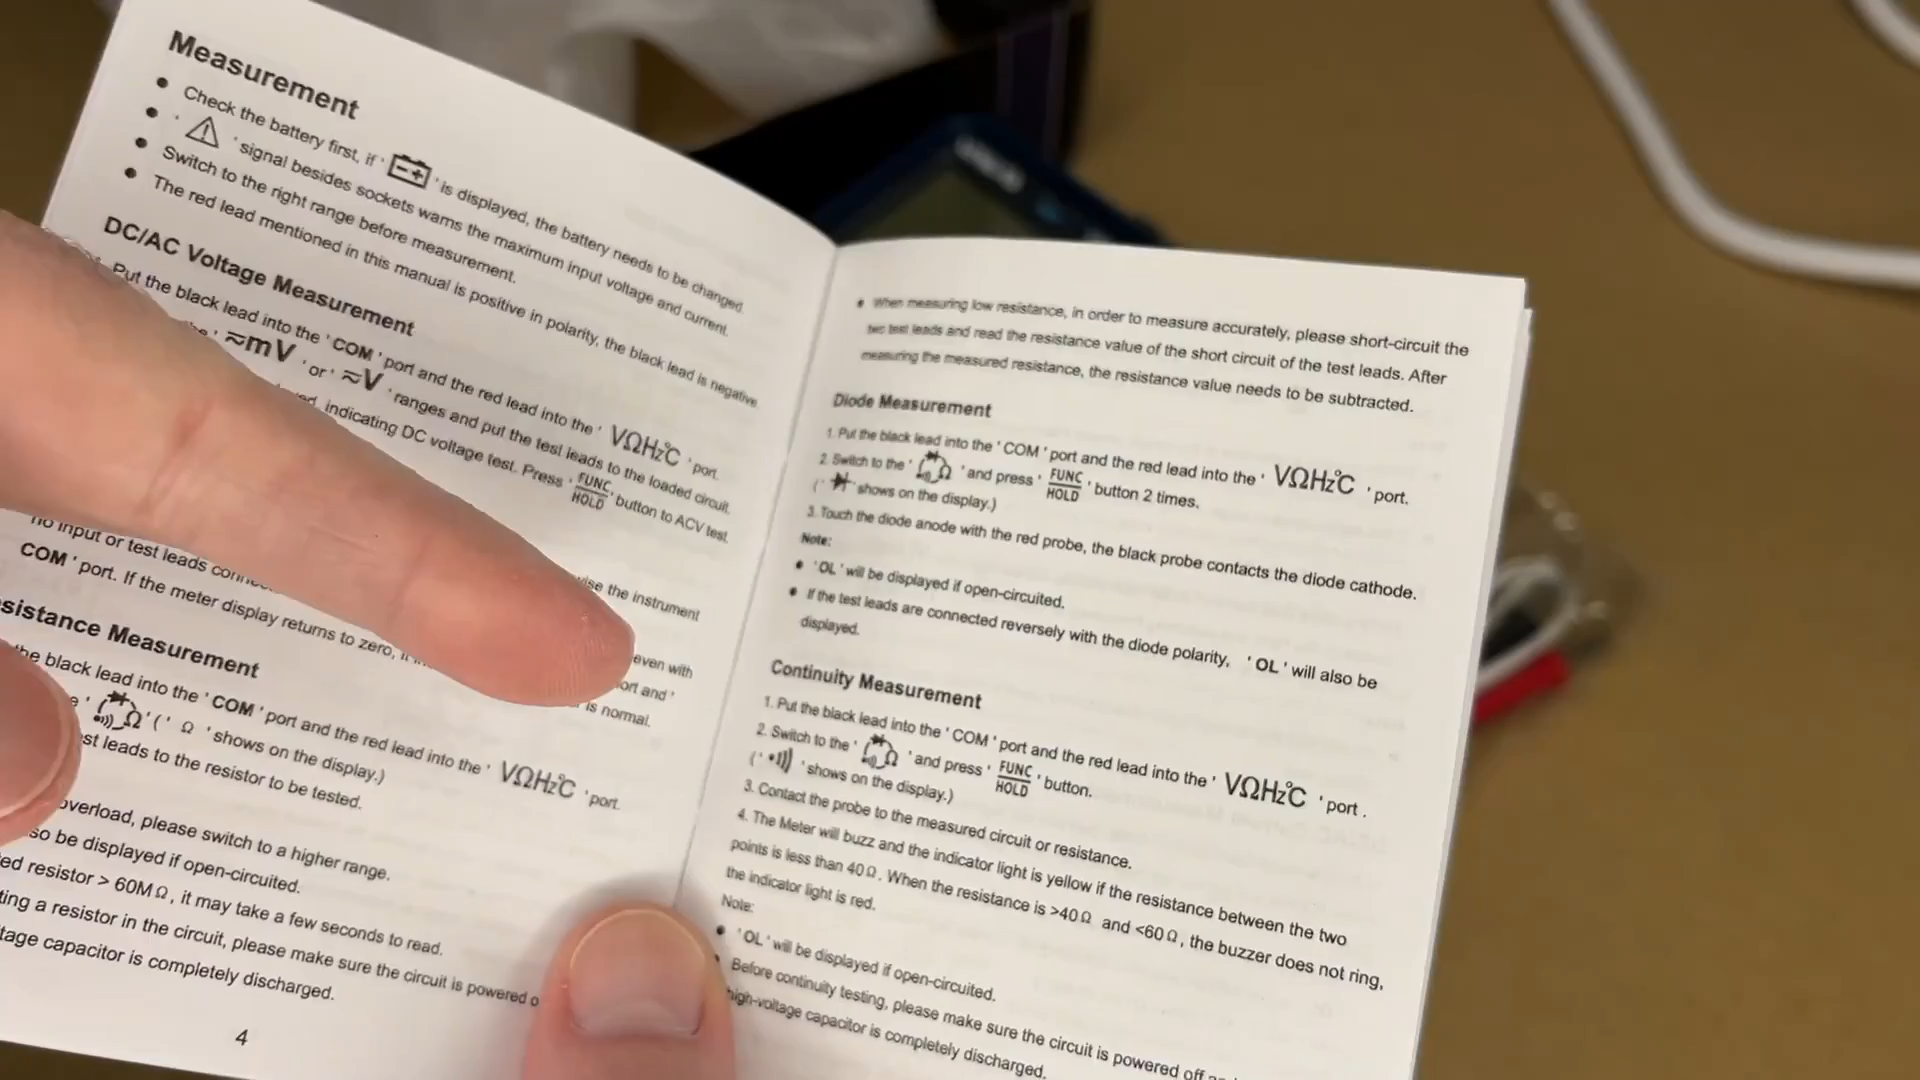 Measurement
Check the battery first, if ' ' is displayed, the battery needs to be changed.
' ' signal besides sockets warns the maximum input voltage and current.
Switch to the right range before measurement.
The red lead mentioned in this manual is positive in polarity, the black lead is negative
DC/AC Voltage Measurement
Put the black lead into the ' COM ' port and the red lead into the ' VΩHz℃ ' port.
' ≂mV ' or ' ≂V ' ranges and put the test leads to the loaded circuit.
indicating DC voltage test. Press ' FUNC/HOLD ' button to ACV test.
the instrument
even with
no input or test leads
and '
COM ' port. If the meter display returns to zero,
is normal.
sistance Measurement
the black lead into the ' COM ' port and the red lead into the ' VΩHz℃ ' port.
' Ω ' (' Ω ' shows on the display.)
st leads to the resistor to be tested.
overload, please switch to a higher range.
so be displayed if open-circuited.
ed resistor > 60MΩ, it may take a few seconds to read.
ting a resistor in the circuit, please make sure the circuit is powered o
tage capacitor is completely discharged.
4
When measuring low resistance, in order to measure accurately, please short-circuit the
two test leads and read the resistance value of the short circuit of the test leads. After
measuring the measured resistance, the resistance value needs to be subtracted.
Diode Measurement
1. Put the black lead into the ' COM ' port and the red lead into the ' VΩHz℃ ' port.
2. Switch to the ' Ω ' and press ' FUNC/HOLD ' button 2 times.
(' ' shows on the display.)
3. Touch the diode anode with the red probe, the black probe contacts the diode cathode.
Note:
' OL ' will be displayed if open-circuited.
If the test leads are connected reversely with the diode polarity, ' OL ' will also be
displayed.
Continuity Measurement
1. Put the black lead into the ' COM ' port and the red lead into the ' VΩHz℃ ' port .
2. Switch to the ' Ω ' and press ' FUNC/HOLD ' button.
(' ' shows on the display.)
3. Contact the probe to the measured circuit or resistance.
4. The Meter will buzz and the indicator light is yellow if the resistance between the two
points is less than 40Ω. When the resistance is >40Ω and <60Ω, the buzzer does not ring,
the indicator light is red.
Note:
' OL ' will be displayed if open-circuited.
Before continuity testing, please make sure the circuit is powered off
high-voltage capacitor is completely discharged.